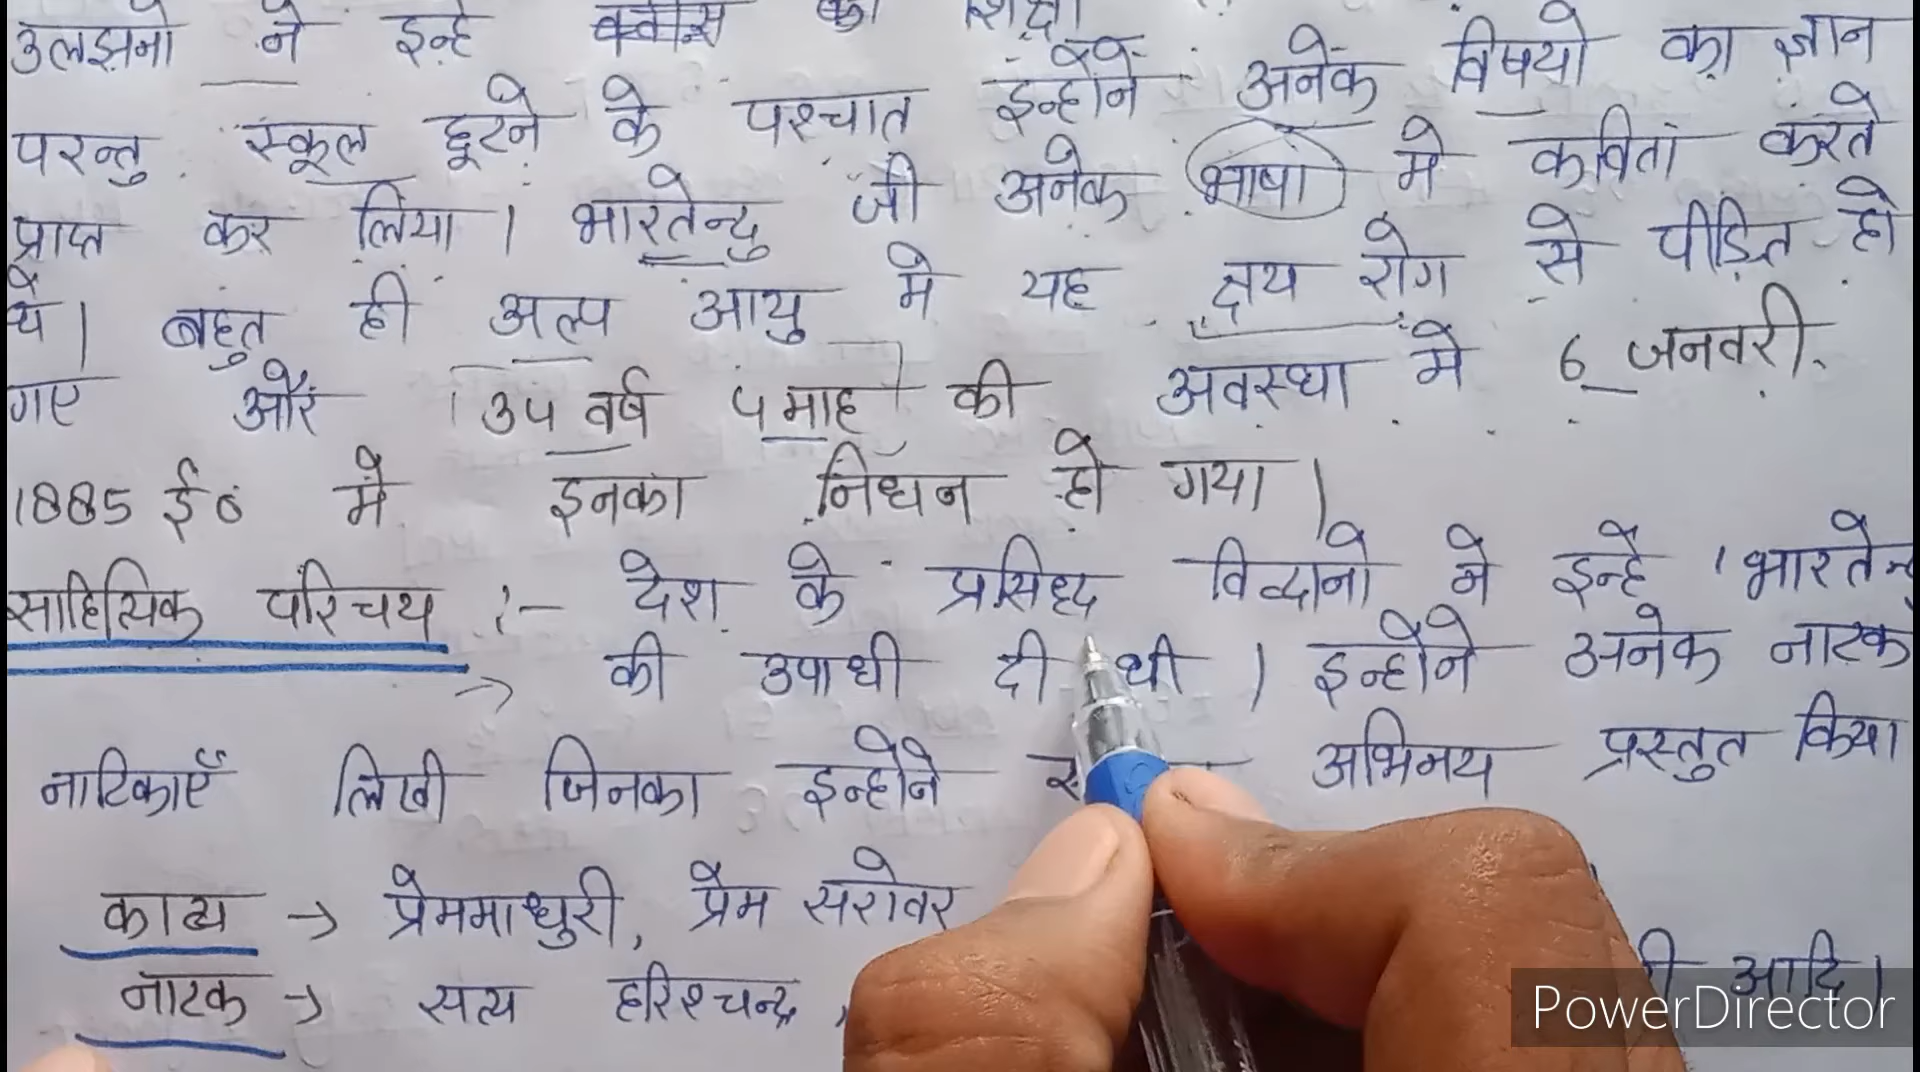 उलझनो ने इन्हे की शिक्षा
परन्तु स्कूल छूटने के पश्चात इन्होने अनेक विषयो का ज्ञान
प्राप्त कर लिया। भारतेन्दु जी अनेक भाषा मे कविता करते
थे। बहुत ही अल्प आयु मे यह क्षय रोग से पीड़ित हो
गए और 34 वर्ष 4 माह की अवस्था मे 6 जनवरी
1885 ई० मे इनका निधन हो गया।
साहित्यिक परिचय :- देश के प्रसिद्ध विद्वानो ने इन्हे 'भारतेन्दु
→ की उपाधी दी थी। इन्होने अनेक नाटक
नाटिकाएँ लिखी जिनका इन्होने अभिनय प्रस्तुत किया
काव्य → प्रेममाधुरी, प्रेम सरोवर
नाटक → सत्य हरिश्चन्द्र, आदि।
PowerDirector